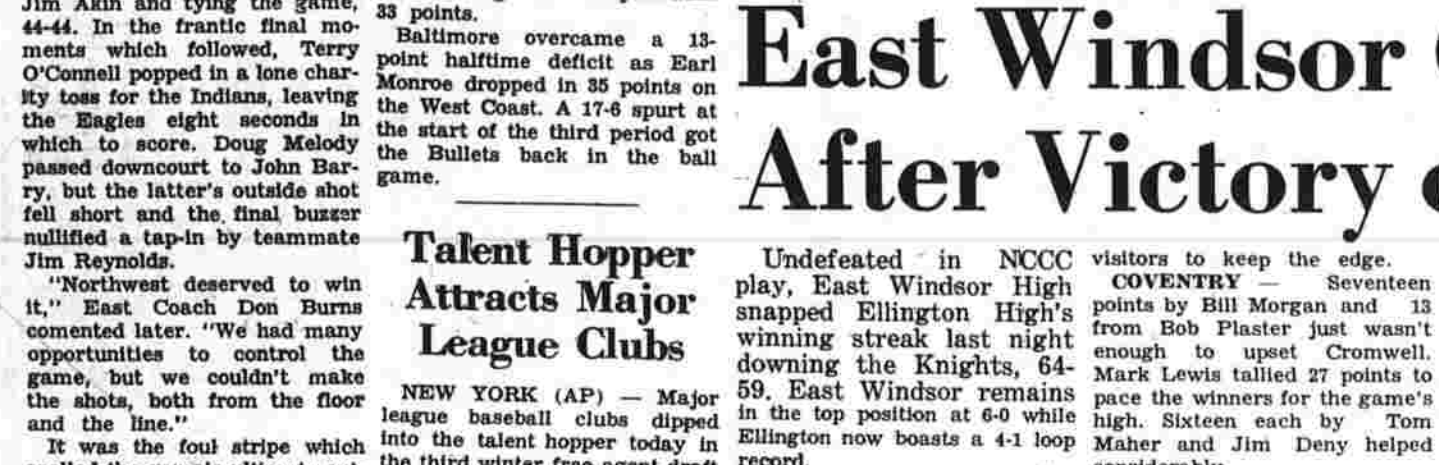 Jim Akin and tying the game,
44-44. In the frantic final mo-
ments which followed, Terry
O'Connell popped in a lone char-
ity toss for the Indians, leaving
the Eagles eight seconds in
which to score. Doug Melody
passed downcourt to John Bar-
ry, but the latter's outside shot
fell short and the final buzzer
nullified a tap-in by teammate
Jim Reynolds.
"Northwest deserved to win
it," East Coach Don Burns
comented later. "We had many
opportunities to control the
game, but we couldn't make
the shots, both from the floor
and the line."
It was the foul stripe which
33 points.
Baltimore overcame a 13-
point halftime deficit as Earl
Monroe dropped in 35 points on
the West Coast. A 17-6 spurt at
the start of the third period got
the Bullets back in the ball
game.
Talent Hopper
Attracts Major
League Clubs
NEW YORK (AP) — Major
league baseball clubs dipped
into the talent hopper today in
the third winter free agent draft
East Windsor
After Victory
Undefeated in NCCC
play, East Windsor High
snapped Ellington High's
winning streak last night
downing the Knights, 64-
59. East Windsor remains
in the top position at 6-0 while
Ellington now boasts a 4-1 loop
record.
visitors to keep the edge.
COVENTRY — Seventeen
points by Bill Morgan and 13
from Bob Plaster just wasn't
enough to upset Cromwell.
Mark Lewis tallied 27 points to
pace the winners for the game's
high. Sixteen each by Tom
Maher and Jim Deny helped